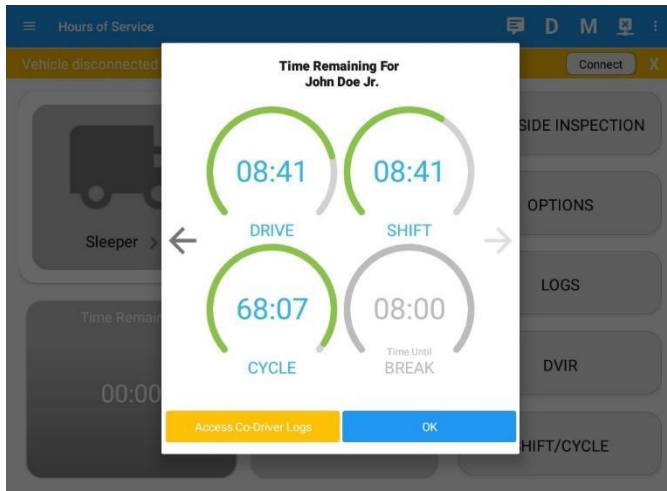 Hours of Service
D M
Vehicle disconnected
Connect X
Time Remaining For
John Doe Jr.
08:41
DRIVE
08:41
SHIFT
68:07
CYCLE
08:00
Time Until
BREAK
Access Co-Driver Logs
OK
Sleeper >
Time Remain
00:00
SIDE INSPECTION
OPTIONS
LOGS
DVIR
HIFT/CYCLE